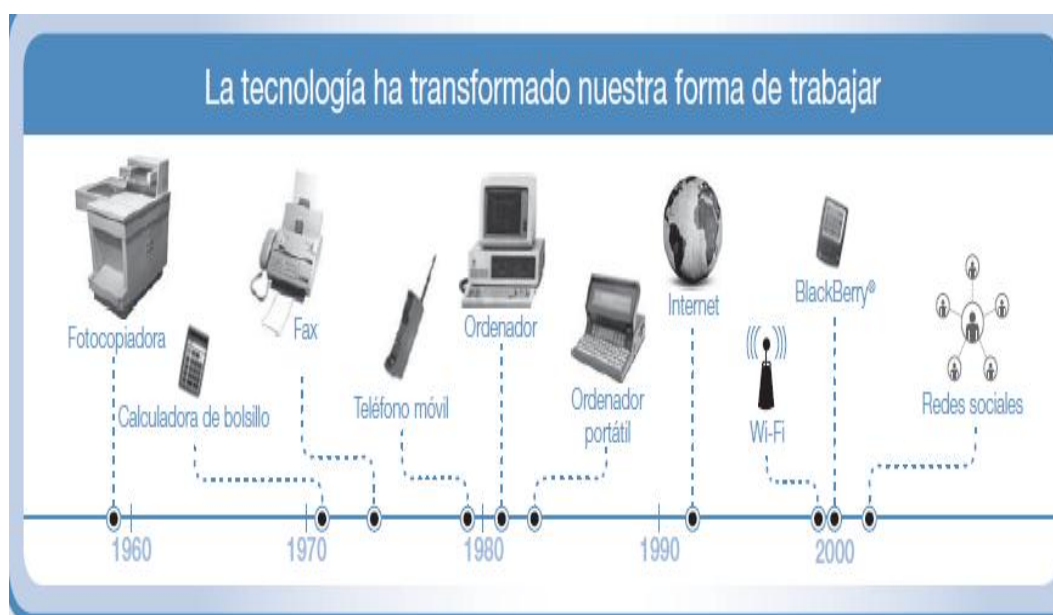 La tecnología ha transformado nuestra forma de trabajar
Fotocopiadora
Calculadora de bolsillo
Fax
Teléfono móvil
Ordenador
Ordenador
portátil
Internet
Wi-Fi
BlackBerry®
Redes sociales
1960
1970
1980
1990
2000